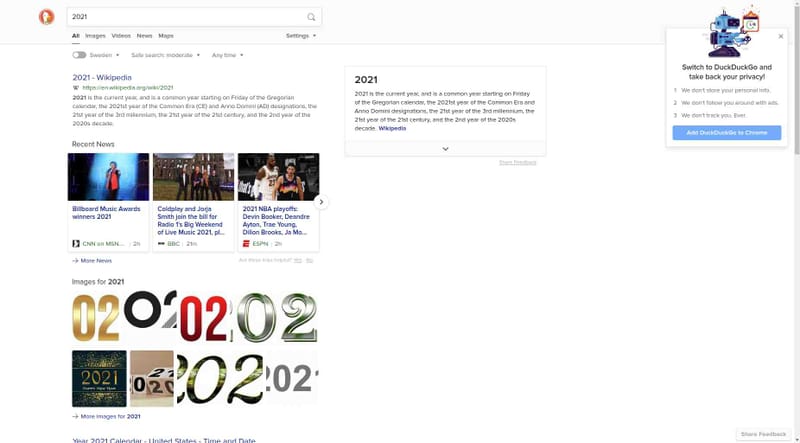 2021
All Images Videos News Maps
Settings
Sweden Safe search: moderate Any time
2021 - Wikipedia
W https://en.wikipedia.org/wiki/2021
2021 is the current year, and is a common year starting on Friday of the Gregorian
calendar, the 2021st year of the Common Era (CE) and Anno Domini (AD) designations, the
21st year of the 3rd millennium, the 21st year of the 21st century, and the 2nd year of the
2020s decade.
Recent News
Billboard Music Awards
winners 2021
CNN on MSN... 2h
Coldplay and Jorja
Smith join the bill for
Radio 1's Big Weekend
of Live Music 2021, pl...
BBC 21m
2021 NBA playoffs:
Devin Booker, Deandre
Ayton, Trae Young,
Dillon Brooks, Ja Mo...
ESPN 2h
→ More News
Are these links helpful? Yes No
Images for 2021
02
02
02
202
2021
202
202
→ More Images for 2021
Year 2021 Calendar - United States - Time and Date
2021
2021 is the current year, and is a common year starting on Friday
of the Gregorian calendar, the 2021st year of the Common Era and
Anno Domini designations, the 21st year of the 3rd millennium,
the 21st year of the 21st century, and the 2nd year of the 2020s
decade. Wikipedia
Share Feedback
Switch to DuckDuckGo and
take back your privacy!
1 We don't store your personal info.
2 We don't follow you around with ads.
3 We don't track you. Ever.
Add DuckDuckGo to Chrome
Share Feedback